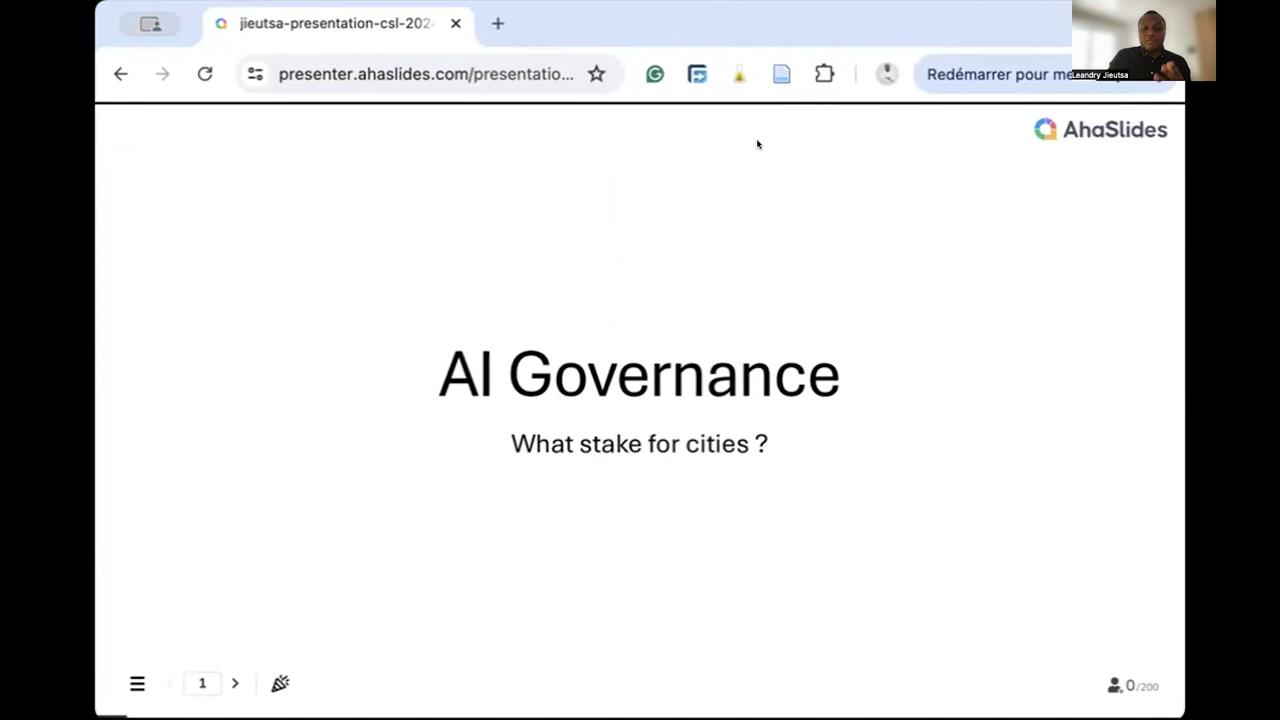 jieutsa-presentation-csl-202
presenter.ahaslides.com/presentatio...
Redémarrer pour me
Leandry Jieutsa
AhaSlides
AI Governance
What stake for cities ?
1
0/200